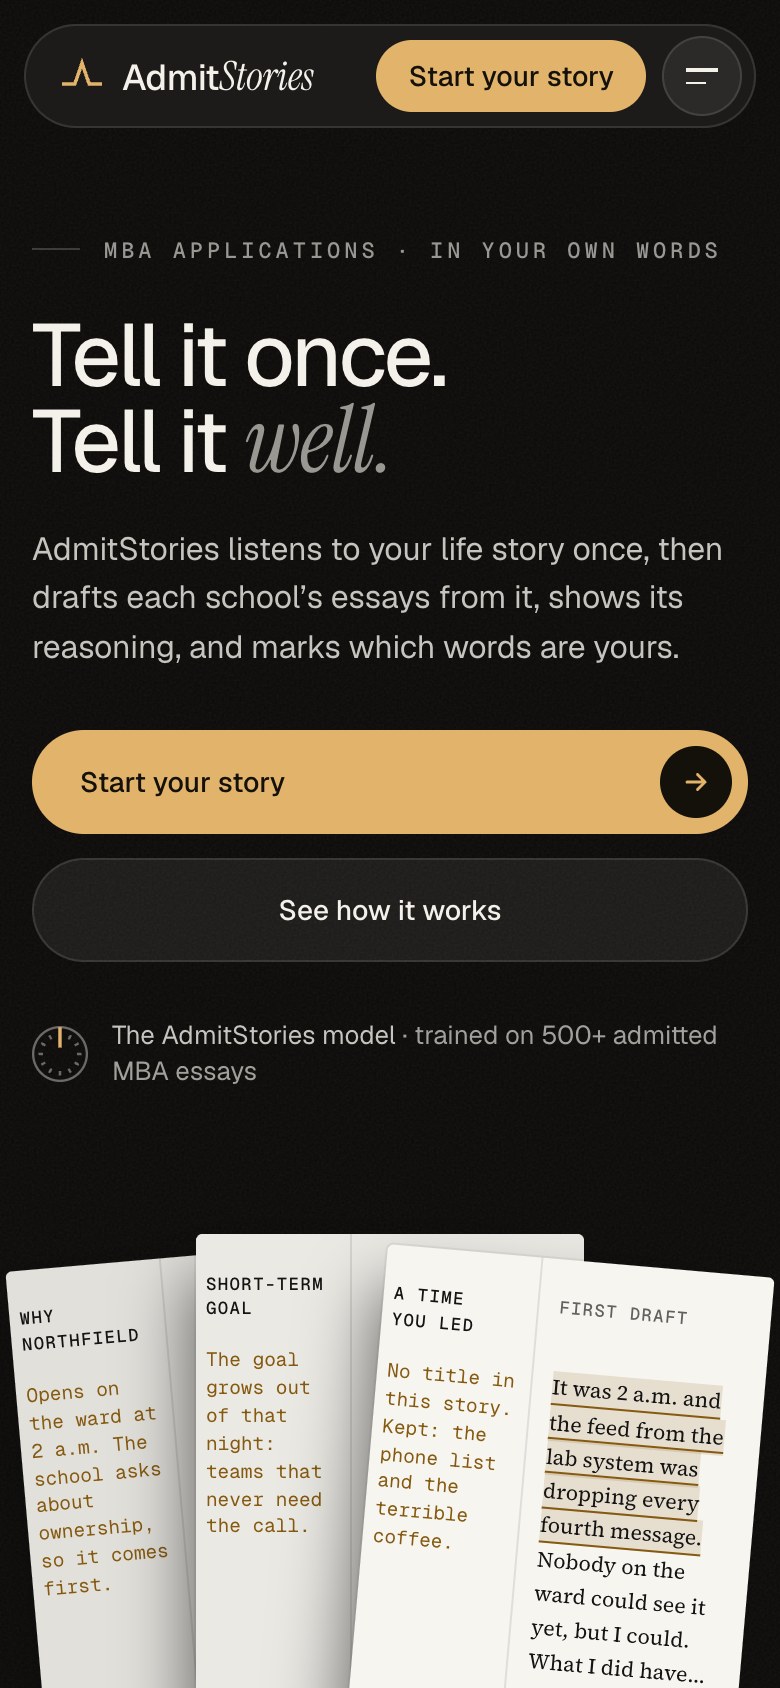 AdmitStories
Start your story
MBA APPLICATIONS · IN YOUR OWN WORDS
Tell it once.
Tell it well.
AdmitStories listens to your life story once, then
drafts each school’s essays from it, shows its
reasoning, and marks which words are yours.
Start your story
See how it works
The AdmitStories model · trained on 500+ admitted
MBA essays
WHY
NORTHFIELD
Opens on
the ward at
2 a.m. The
school asks
about
ownership,
so it comes
first.
SHORT-TERM
GOAL
The goal
grows out
of that
night:
teams that
never need
the call.
A TIME
YOU LED
No title in
this story.
Kept: the
phone list
and the
terrible
coffee.
FIRST DRAFT
It was 2 a.m. and
the feed from the
lab system was
dropping every
fourth message.
Nobody on the
ward could see it
yet, but I could.
What I did have...